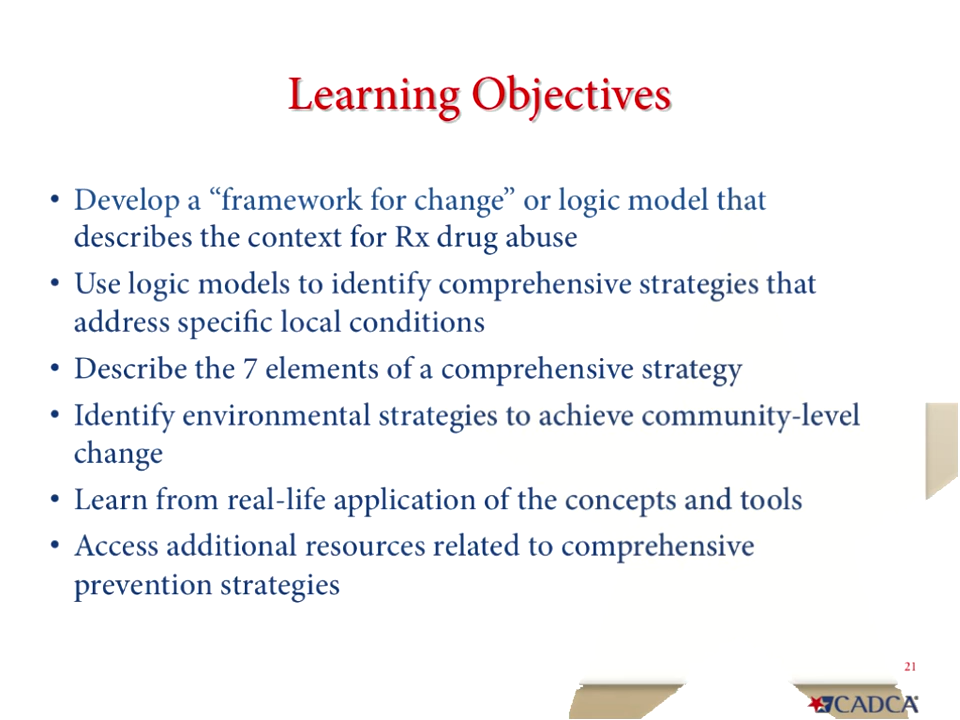 Learning Objectives
• Develop a “framework for change” or logic model that
describes the context for Rx drug abuse
• Use logic models to identify comprehensive strategies that
address specific local conditions
• Describe the 7 elements of a comprehensive strategy
• Identify environmental strategies to achieve community-level
change
• Learn from real-life application of the concepts and tools
• Access additional resources related to comprehensive
prevention strategies
21
CADCA